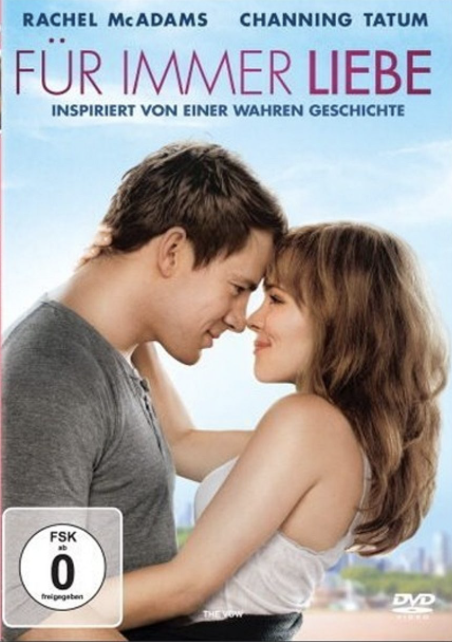 RACHEL McADAMS CHANNING TATUM
FÜR IMMER LIEBE
INSPIRIERT VON EINER WAHREN GESCHICHTE
FSK
ab
0
freigegeben
THE VOW
DVD
VIDEO